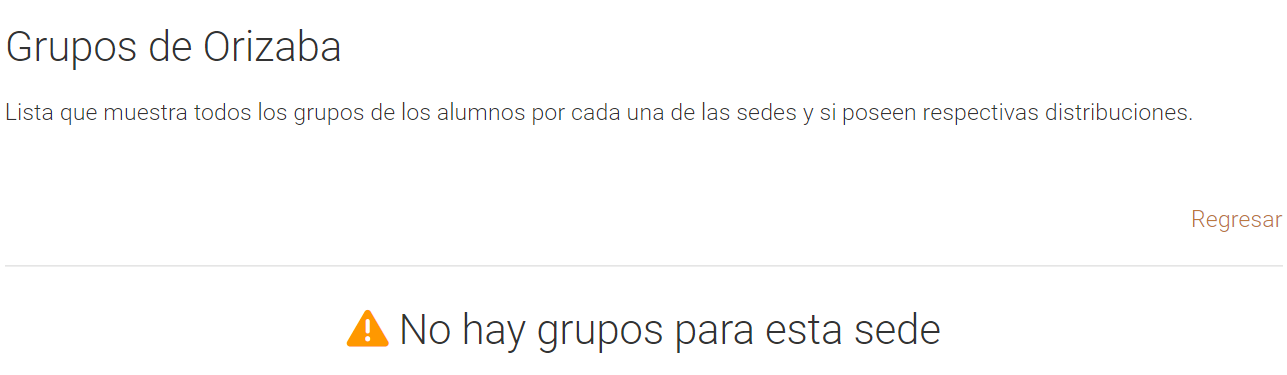 Grupos de Orizaba
Lista que muestra todos los grupos de los alumnos por cada una de las sedes y si poseen respectivas distribuciones.
Regresar
No hay grupos para esta sede